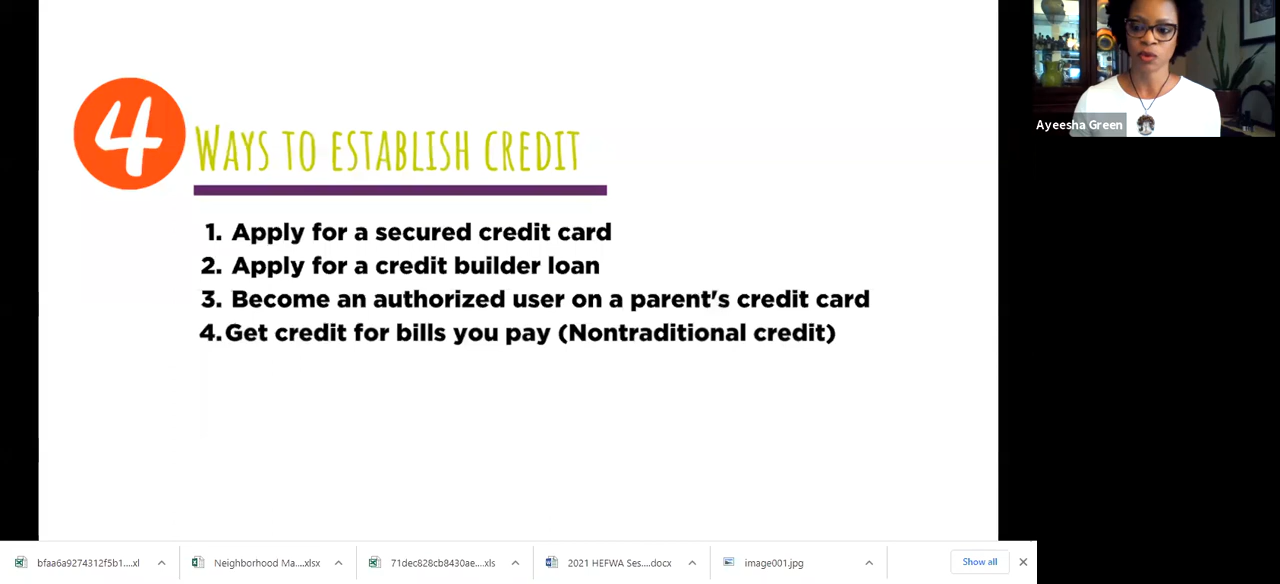 4
WAYS TO ESTABLISH CREDIT
1. Apply for a secured credit card
2. Apply for a credit builder loan
3. Become an authorized user on a parent's credit card
4.Get credit for bills you pay (Nontraditional credit)
Ayeesha Green
bfaa6a9274312f5b1....xl
Neighborhood Ma....xlsx
71dec828cb8430ae....xls
2021 HEFWA Ses....docx
image001.jpg
Show all